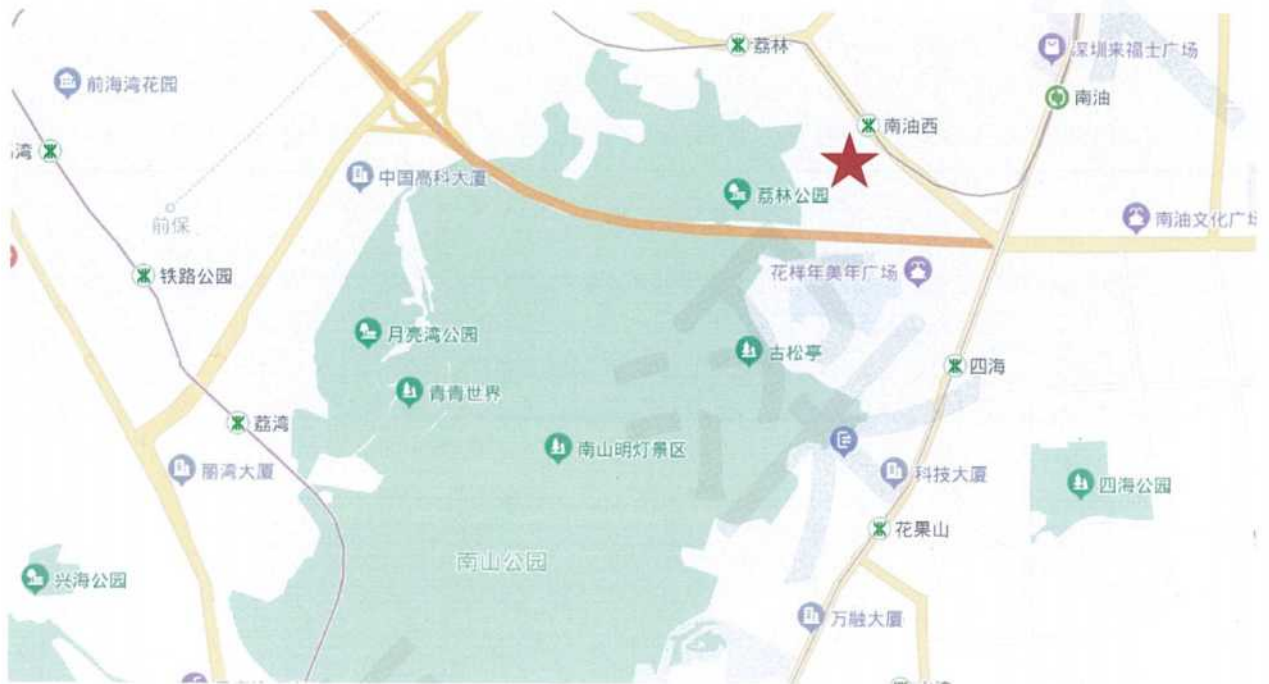 荔林
深圳来福士广场
前海湾花园
南油
南油西
湾
中国高科大厦
荔林公园
前保
南油文化广场
铁路公园
花样年美年广场
月亮湾公园
古松亭
四海
青青世界
荔湾
南山明灯景区
丽湾大厦
科技大厦
四海公园
花果山
南山公园
兴海公园
万融大厦